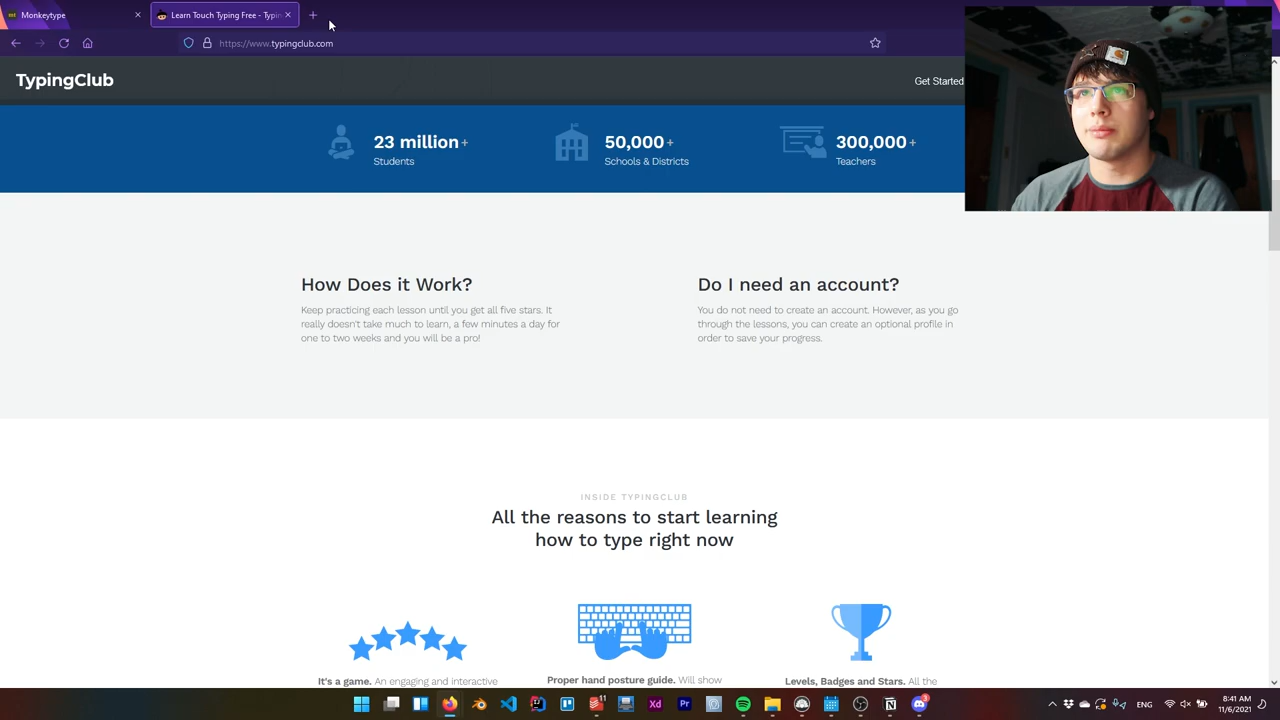 Monkeytype
Learn Touch Typing Free - Typin
https://www.typingclub.com
TypingClub
Get Started
23 million+
Students
50,000+
Schools & Districts
300,000+
Teachers
How Does it Work?
Keep practicing each lesson until you get all five stars. It
really doesn't take much to learn, a few minutes a day for
one to two weeks and you will be a pro!
Do I need an account?
You do not need to create an account. However, as you go
through the lessons, you can create an optional profile in
order to save your progress.
INSIDE TYPINGCLUB
All the reasons to start learning
how to type right now
It's a game. An engaging and interactive
Proper hand posture guide. Will show
Levels, Badges and Stars. All the
11
Xd
Pr
3
ENG
8:41 AM
11/6/2021